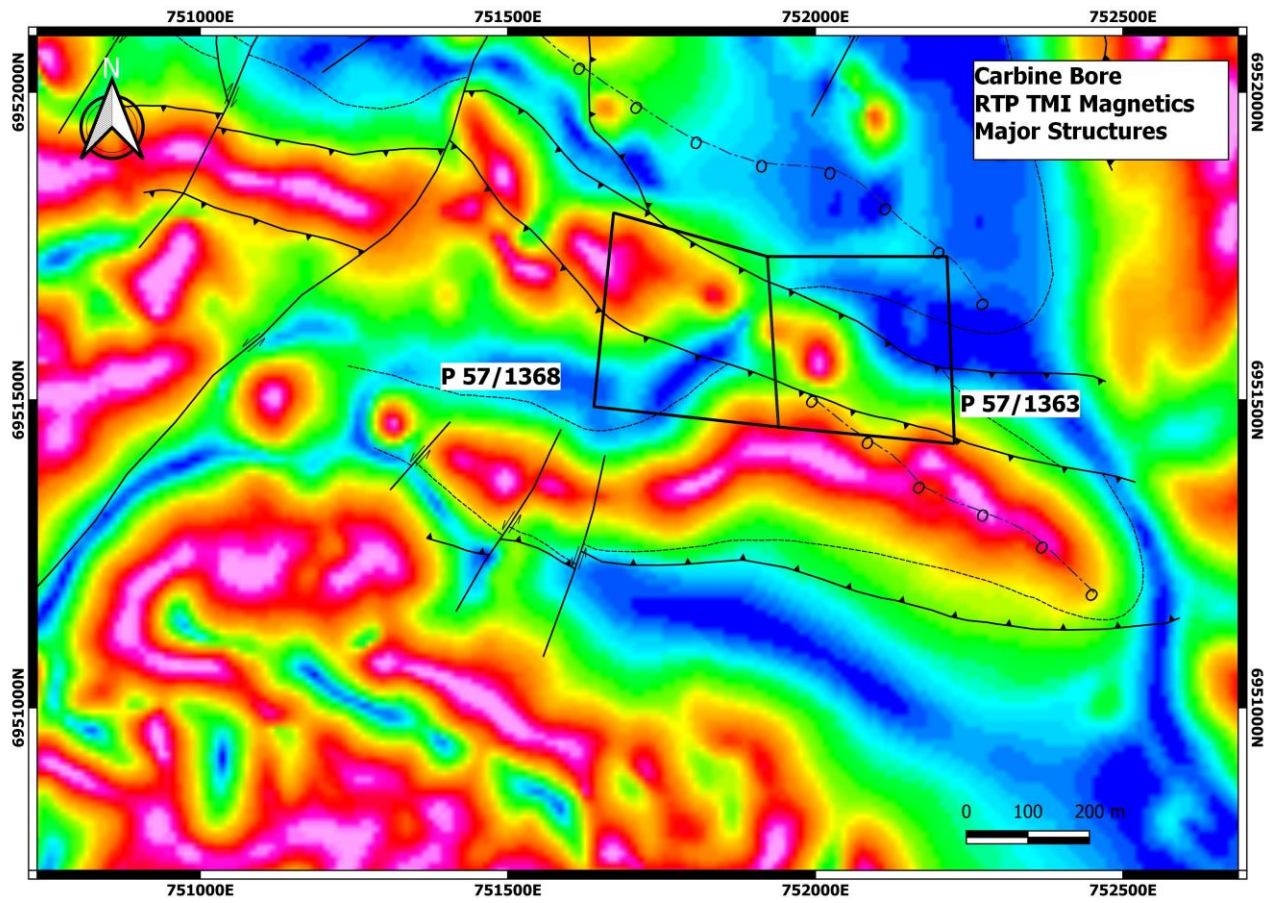 751000E 751500E 752000E 752500E
N
Carbine Bore
RTP TMI Magnetics
Major Structures
6952000N
6952000N
P 57/1368
P 57/1363
6951500N
6951500N
6951000N
6951000N
0 100 200 m
751000E 751500E 752000E 752500E